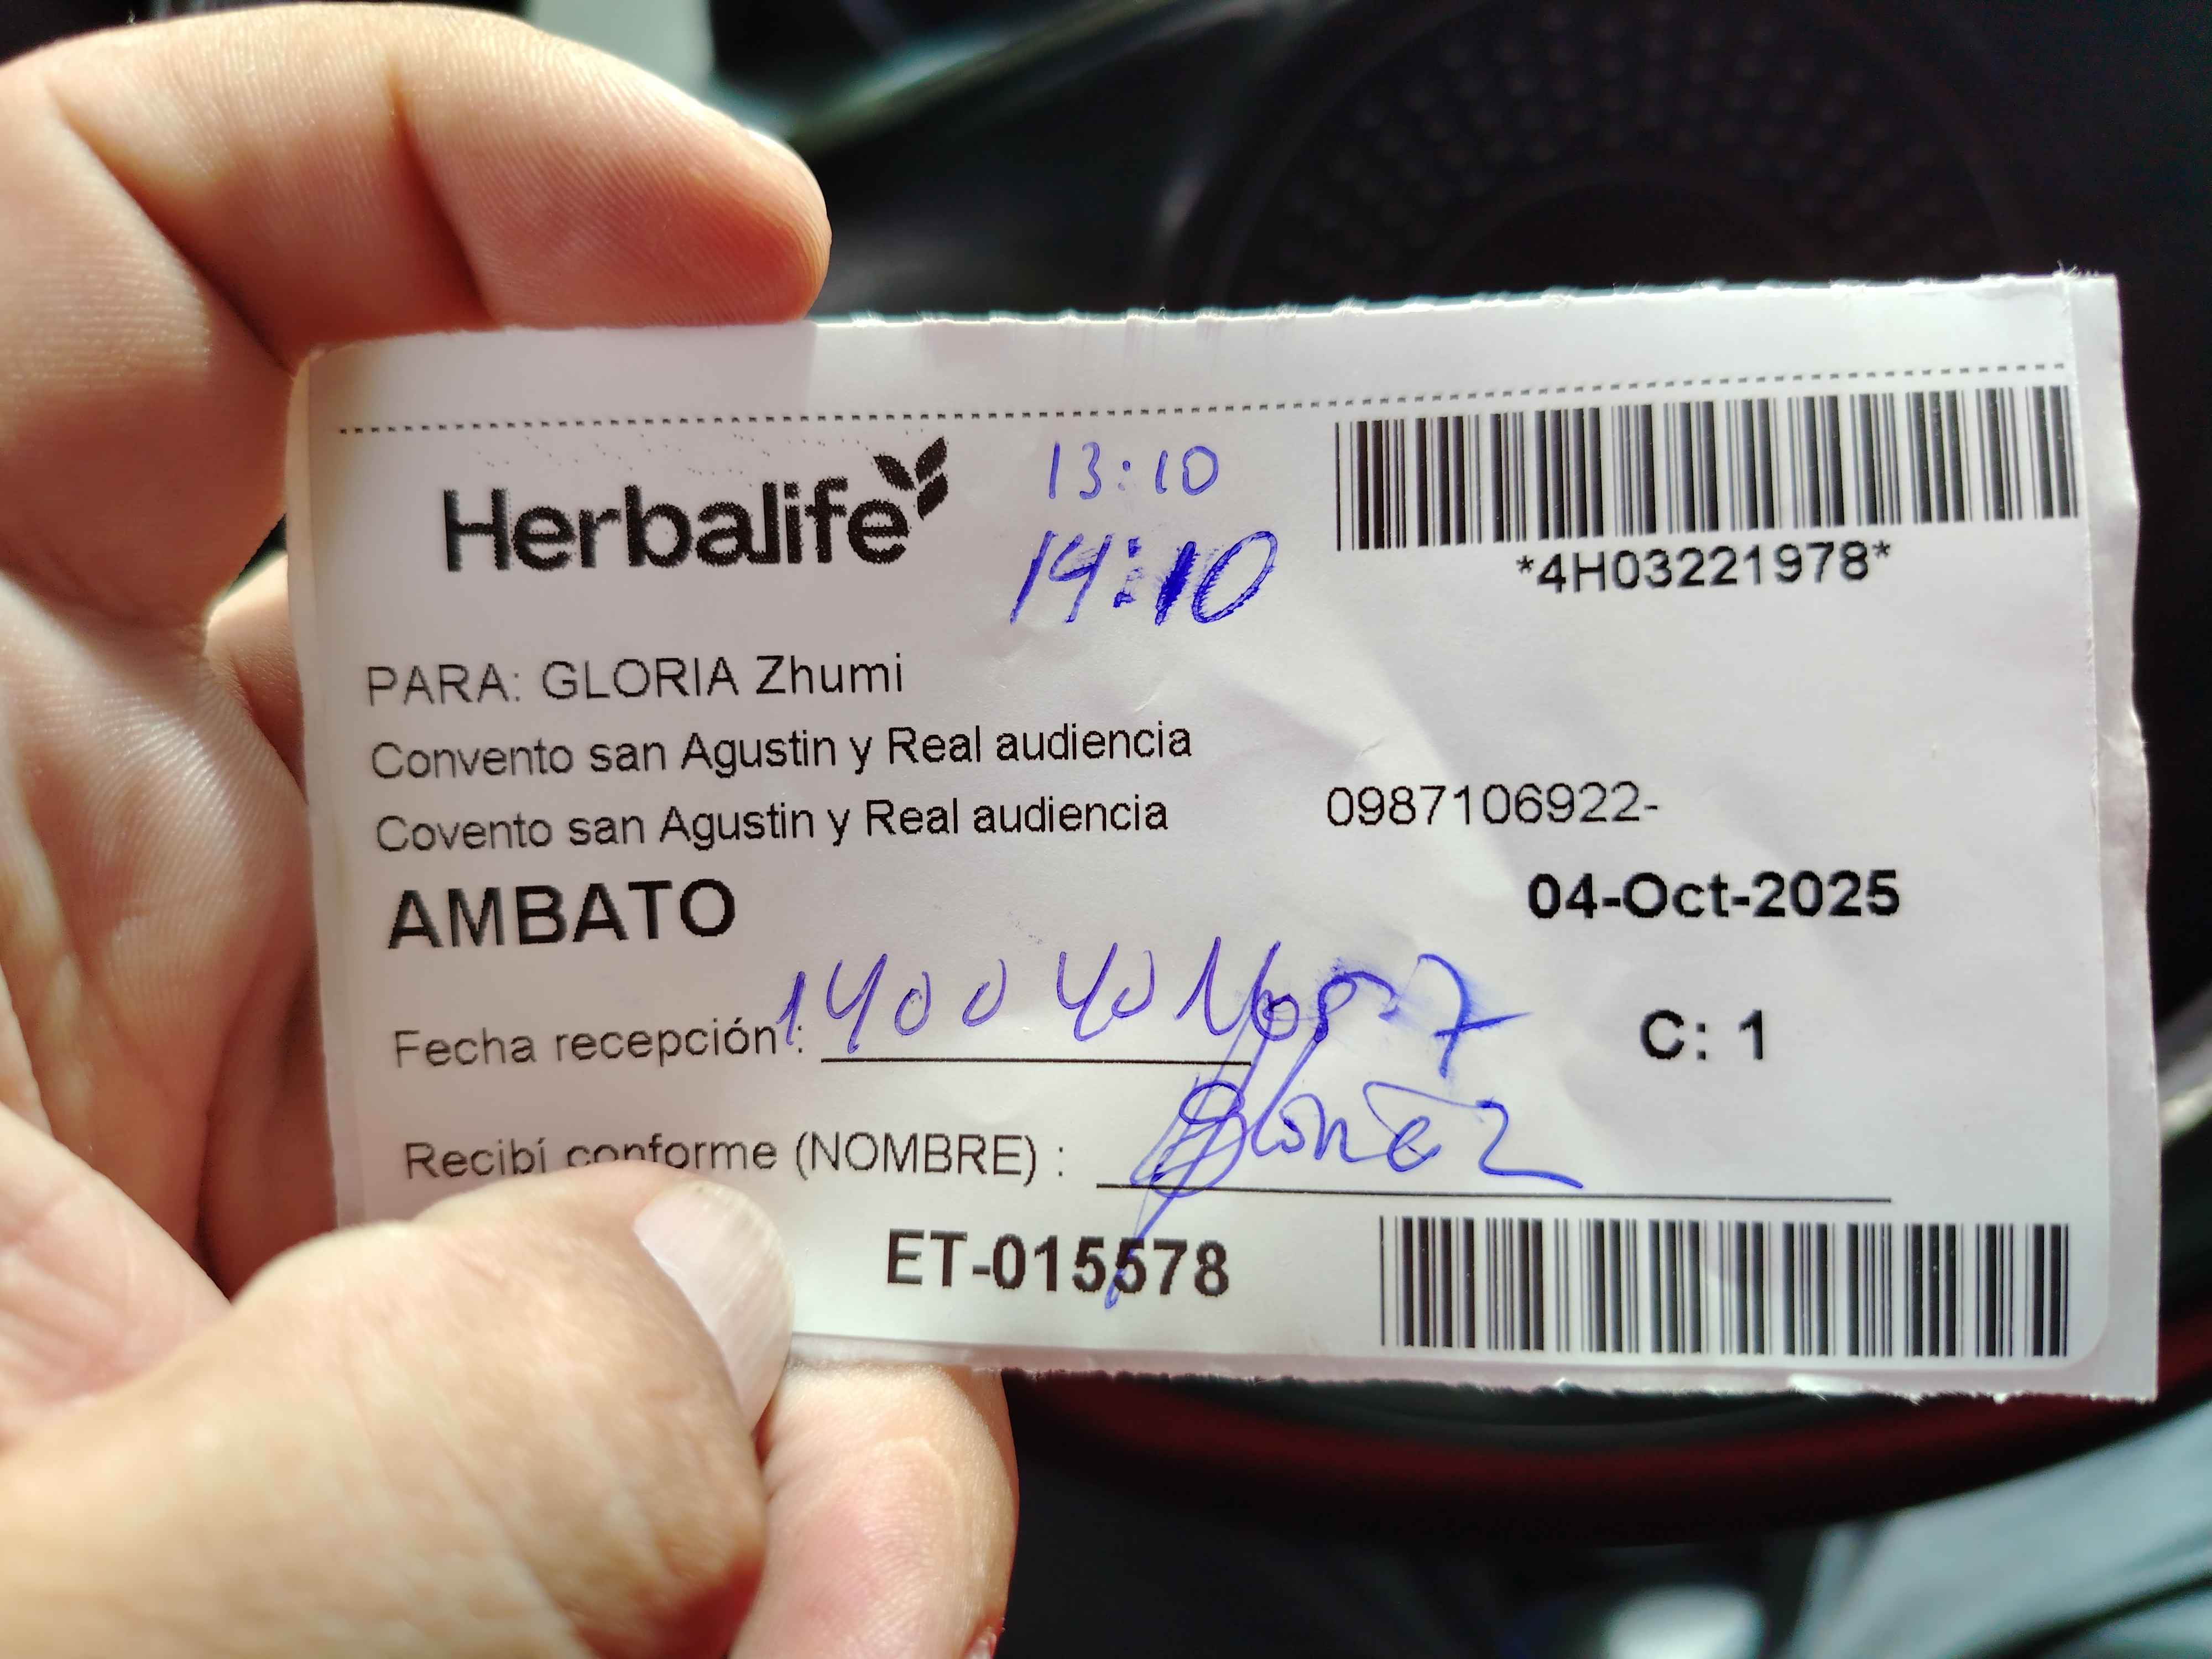 Herbalife
13:10
14:10
*4H03221978*
PARA: GLORIA Zhumi
Convento san Agustin y Real audiencia
Covento san Agustin y Real audiencia
0987106922-
AMBATO
04-Oct-2025
Fecha recepción:
C: 1
Recibí conforme (NOMBRE) :
ET-015578